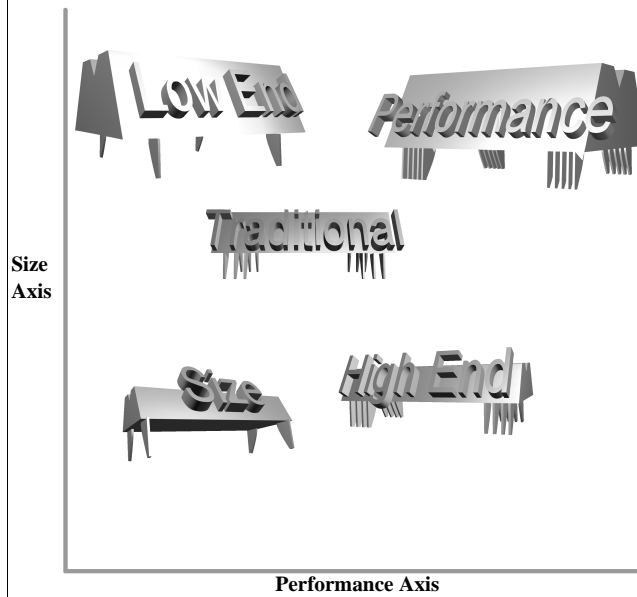 Low End
Performance
Traditional
Size
Axis
Size
High End
Performance Axis